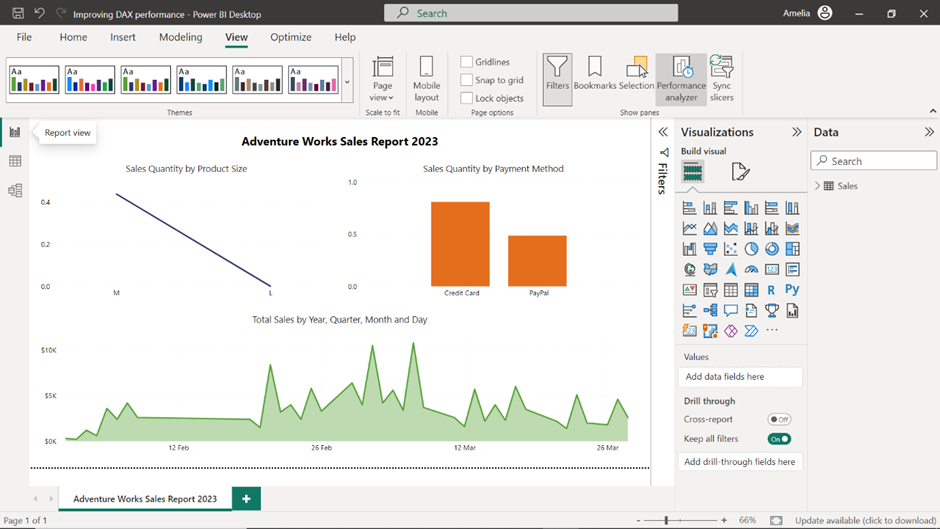 Improving DAX performance - Power BI Desktop
Search
Amelia
File Home Insert Modeling View Optimize Help
Aa Aa Aa Aa Aa Aa
Themes
Page
view
Scale to fit
Mobile
layout
Mobile
Gridlines
Snap to grid
Lock objects
Page options
Filters
Bookmarks
Selection
Performance
analyzer
Sync
slicers
Show panes
Report view
Adventure Works Sales Report 2023
Sales Quantity by Product Size
0.4
0.2
0.0
M L
Sales Quantity by Payment Method
1.0
0.5
0.0
Credit Card PayPal
Total Sales by Year, Quarter, Month and Day
$10K
$5K
$0K
12 Feb 26 Feb 12 Mar 26 Mar
Filters
Visualizations
Build visual
123
R Py
...
Values
Add data fields here
Drill through
Cross-report Off
Keep all filters On
Add drill-through fields here
Data
Search
Sales
Adventure Works Sales Report 2023 +
Page 1 of 1
- + 66%
Update available (click to download)